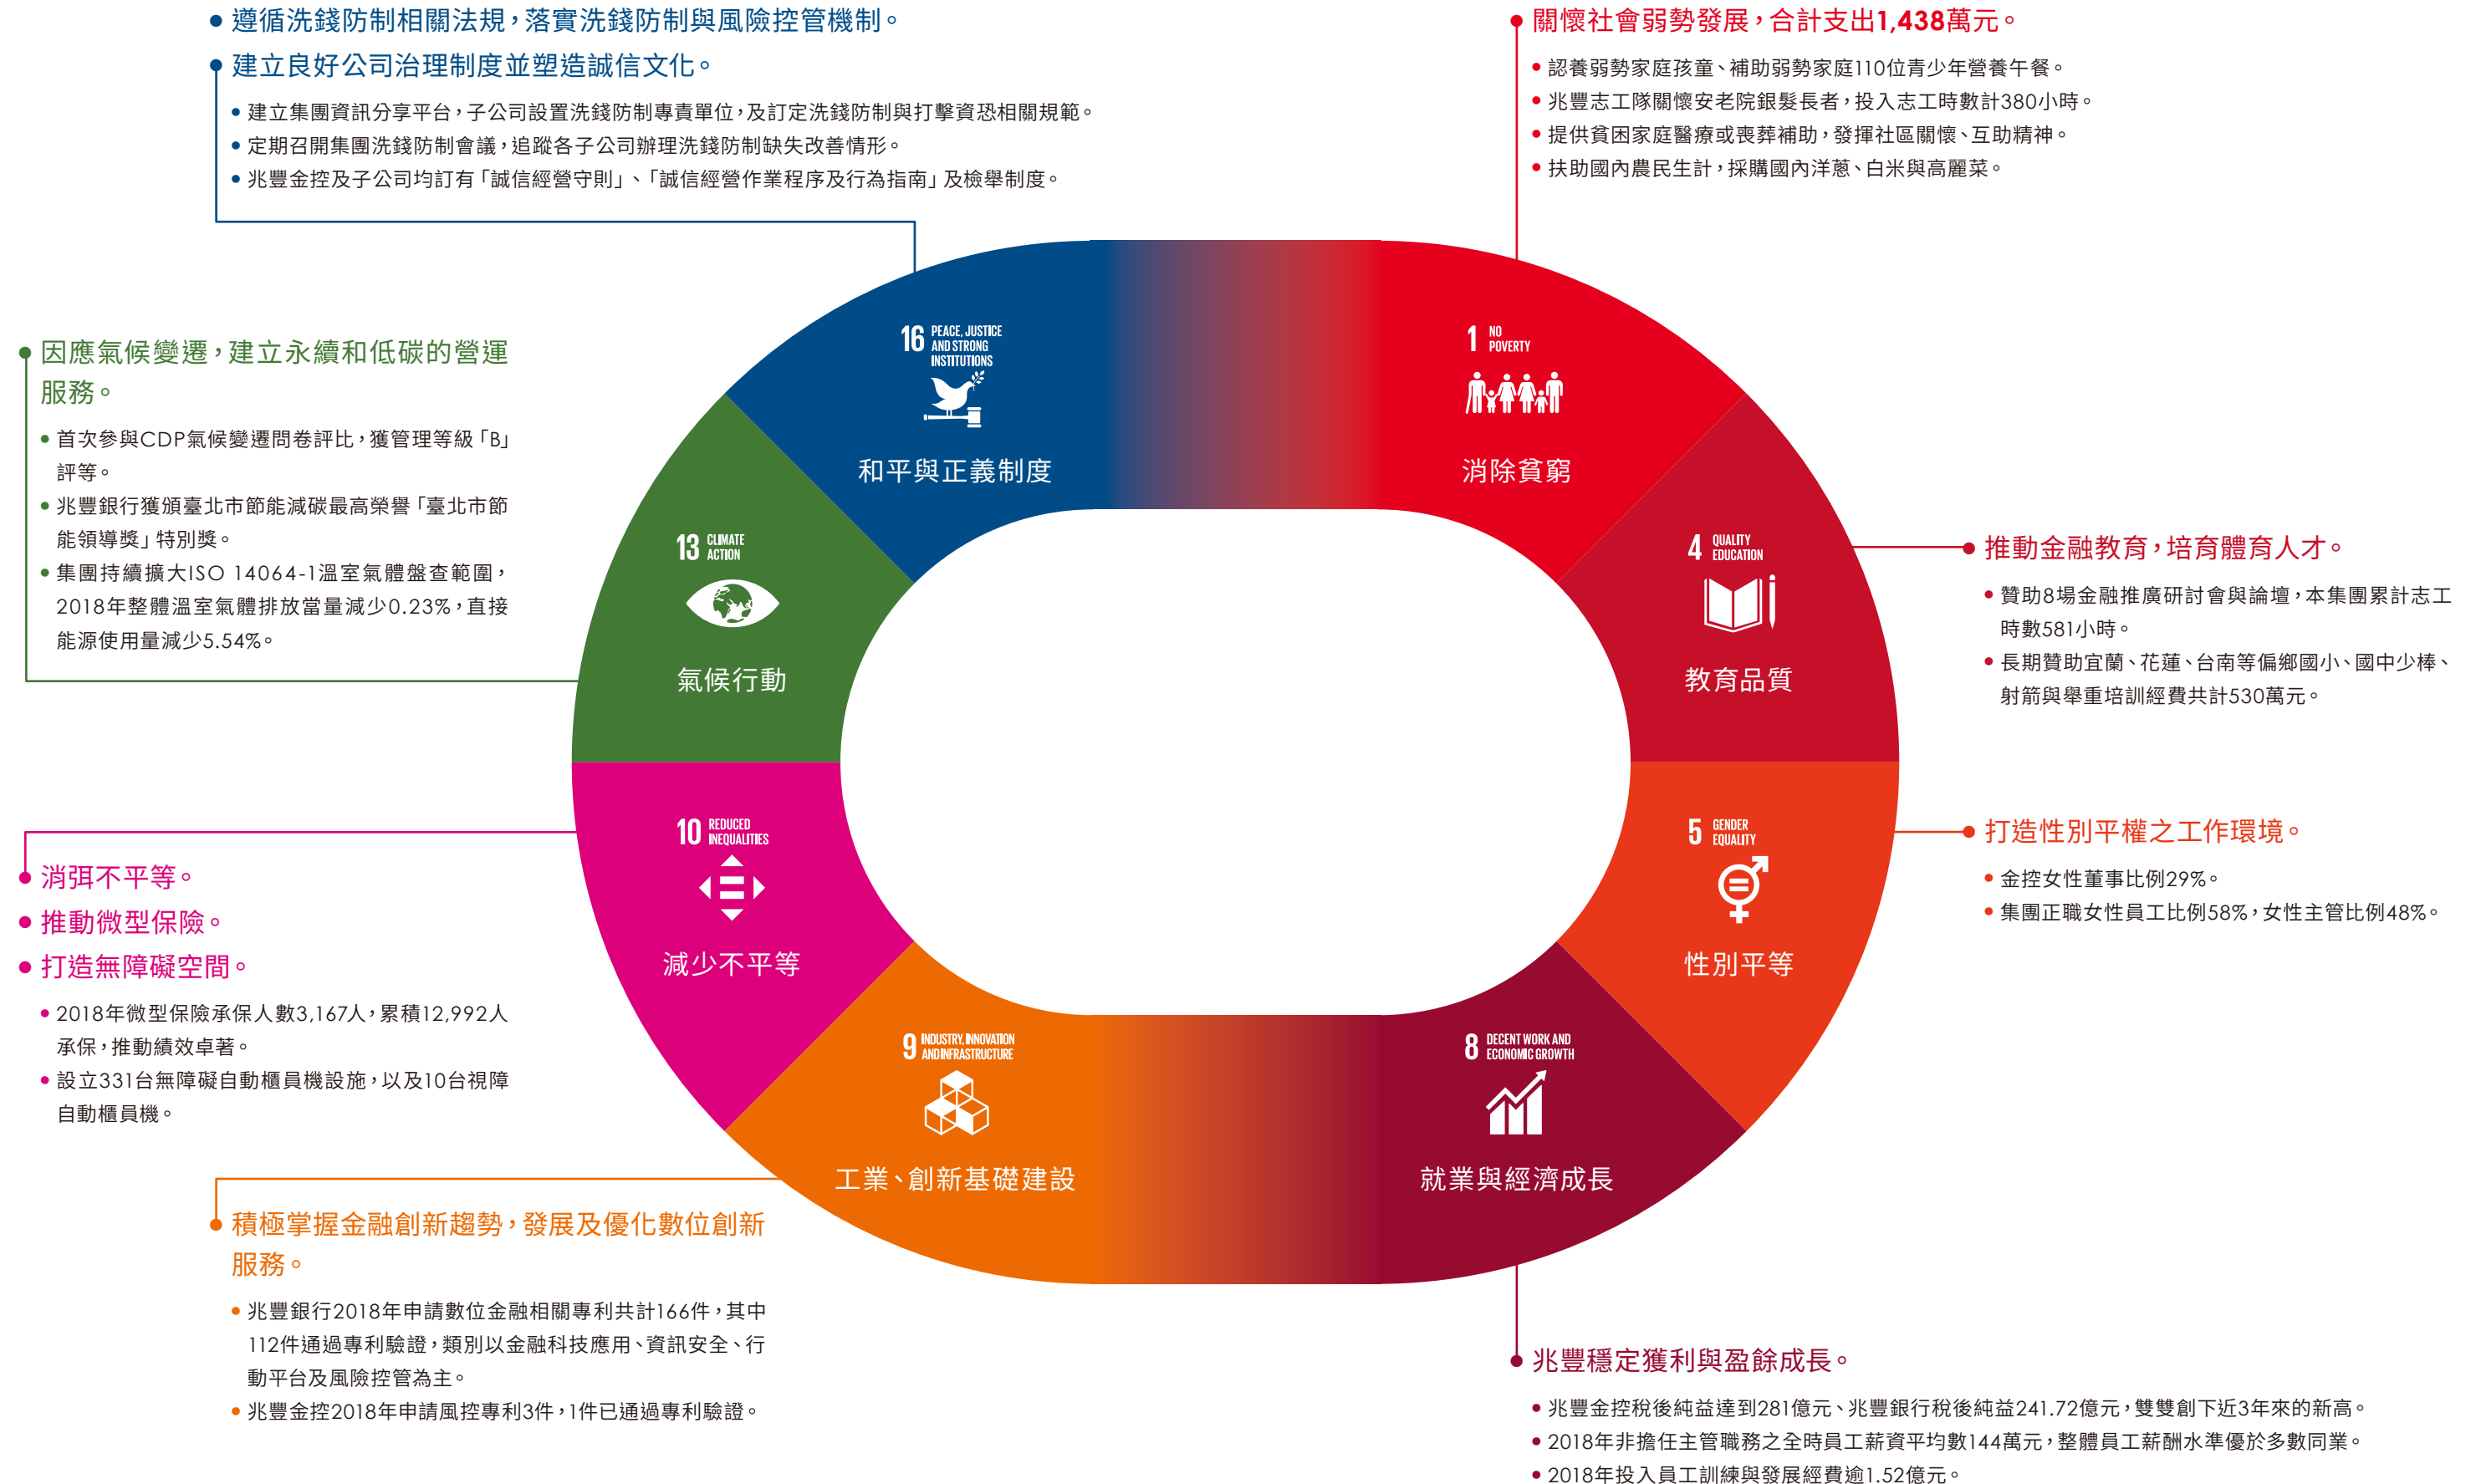 遵循洗錢防制相關法規，落實洗錢防制與風險控管機制。
建立良好公司治理制度並塑造誠信文化。
建立集團資訊分享平台，子公司設置洗錢防制專責單位，及訂定洗錢防制與打擊資恐相關規範。
定期召開集團洗錢防制會議，追蹤各子公司辦理洗錢防制缺失改善情形。
兆豐金控及子公司均訂有「誠信經營守則」、「誠信經營作業程序及行為指南」及檢舉制度。
關懷社會弱勢發展，合計支出1,438萬元。
認養弱勢家庭孩童、補助弱勢家庭110位青少年營養午餐。
兆豐志工隊關懷安老院銀髮長者，投入志工時數計380小時。
提供貧困家庭醫療或喪葬補助，發揮社區關懷、互助精神。
扶助國內農民生計，採購國內洋蔥、白米與高麗菜。
16 PEACE, JUSTICE
AND STRONG
INSTITUTIONS
和平與正義制度
1 NO
POVERTY
消除貧窮
因應氣候變遷，建立永續和低碳的營運
服務。
首次參與CDP氣候變遷問卷評比，獲管理等級「B」
評等。
兆豐銀行獲頒臺北市節能減碳最高榮譽「臺北市節
能領導獎」特別獎。
集團持續擴大ISO 14064-1溫室氣體盤查範圍，
2018年整體溫室氣體排放當量減少0.23%，直接
能源使用量減少5.54%。
13 CLIMATE
ACTION
氣候行動
4 QUALITY
EDUCATION
教育品質
推動金融教育，培育體育人才。
贊助8場金融推廣研討會與論壇，本集團累計志工
時數581小時。
長期贊助宜蘭、花蓮、台南等偏鄉國小、國中少棒、
射箭與舉重培訓經費共計530萬元。
消弭不平等。
推動微型保險。
打造無障礙空間。
2018年微型保險承保人數3,167人，累積12,992人
承保，推動績效卓著。
設立331台無障礙自動櫃員機設施，以及10台視障
自動櫃員機。
10 REDUCED
INEQUALITIES
減少不平等
5 GENDER
EQUALITY
性別平等
打造性別平權之工作環境。
金控女性董事比例29%。
集團正職女性員工比例58%，女性主管比例48%。
9 INDUSTRY, INNOVATION
AND INFRASTRUCTURE
工業、創新基礎建設
8 DECENT WORK AND
ECONOMIC GROWTH
就業與經濟成長
積極掌握金融創新趨勢，發展及優化數位創新
服務。
兆豐銀行2018年申請數位金融相關專利共計166件，其中
112件通過專利驗證，類別以金融科技應用、資訊安全、行
動平台及風險控管為主。
兆豐金控2018年申請風控專利3件，1件已通過專利驗證。
兆豐穩定獲利與盈餘成長。
兆豐金控稅後純益達到281億元、兆豐銀行稅後純益241.72億元，雙雙創下近3年來的新高。
2018年非擔任主管職務之全時員工薪資平均數144萬元，整體員工薪酬水準優於多數同業。
2018年投入員工訓練與發展經費逾1.52億元。